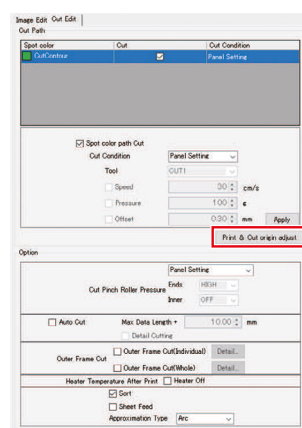 Image Edit Cut Edit
Cut Path
Spot color Cut Cut Condition
CutContour Panel Setting
Spot color path Cut
Cut Condition Panel Setting
Tool CUT1
Speed 30 cm/s
Pressure 100 g
Offset 0.30 mm Apply
Print & Cut origin adjust
Option
Panel Setting
Cut Pinch Roller Pressure Ends HIGH
Inner OFF
Auto Cut Max Data Length + 10.00 mm
Detail Cutting
Outer Frame Cut Outer Frame Cut(Individual) Detail...
Outer Frame Cut(Whole) Detail...
Heater Temperature After Print Heater Off
Sort
Sheet Feed
Approximation Type Arc